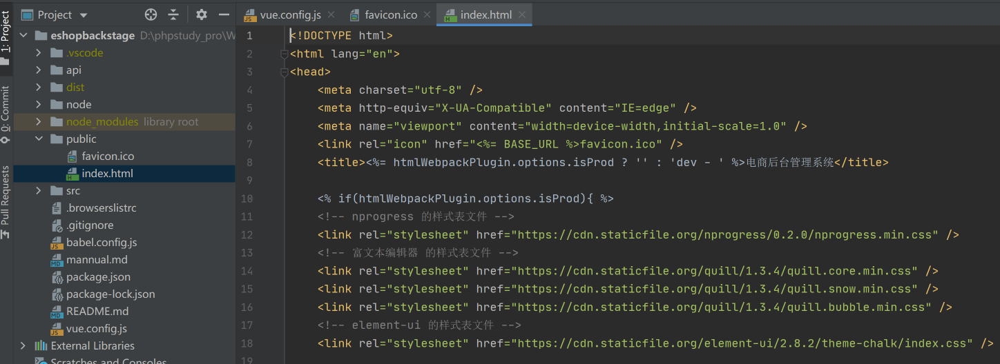 Project
vue.config.js
favicon.ico
index.html
1: Project
0: Commit
Pull Requests
eshopbackstage D:\phpstudy_pro\W
.vscode
api
dist
node
node_modules library root
public
favicon.ico
index.html
src
.browserslistrc
.gitignore
babel.config.js
mannual.md
package.json
package-lock.json
README.md
vue.config.js
External Libraries
Scratches and Consoles
1 <!DOCTYPE html>
2 <html lang="en">
3 <head>
4 <meta charset="utf-8" />
5 <meta http-equiv="X-UA-Compatible" content="IE=edge" />
6 <meta name="viewport" content="width=device-width,initial-scale=1.0" />
7 <link rel="icon" href="<%= BASE_URL %>favicon.ico" />
8 <title><%= htmlWebpackPlugin.options.isProd ? '' : 'dev - ' %>电商后台管理系统</title>
9
10 <% if(htmlWebpackPlugin.options.isProd){ %>
11 <!-- nprogress 的样式表文件 -->
12 <link rel="stylesheet" href="https://cdn.staticfile.org/nprogress/0.2.0/nprogress.min.css" />
13 <!-- 富文本编辑器 的样式表文件 -->
14 <link rel="stylesheet" href="https://cdn.staticfile.org/quill/1.3.4/quill.core.min.css" />
15 <link rel="stylesheet" href="https://cdn.staticfile.org/quill/1.3.4/quill.snow.min.css" />
16 <link rel="stylesheet" href="https://cdn.staticfile.org/quill/1.3.4/quill.bubble.min.css" />
17 <!-- element-ui 的样式表文件 -->
18 <link rel="stylesheet" href="https://cdn.staticfile.org/element-ui/2.8.2/theme-chalk/index.css" />
19